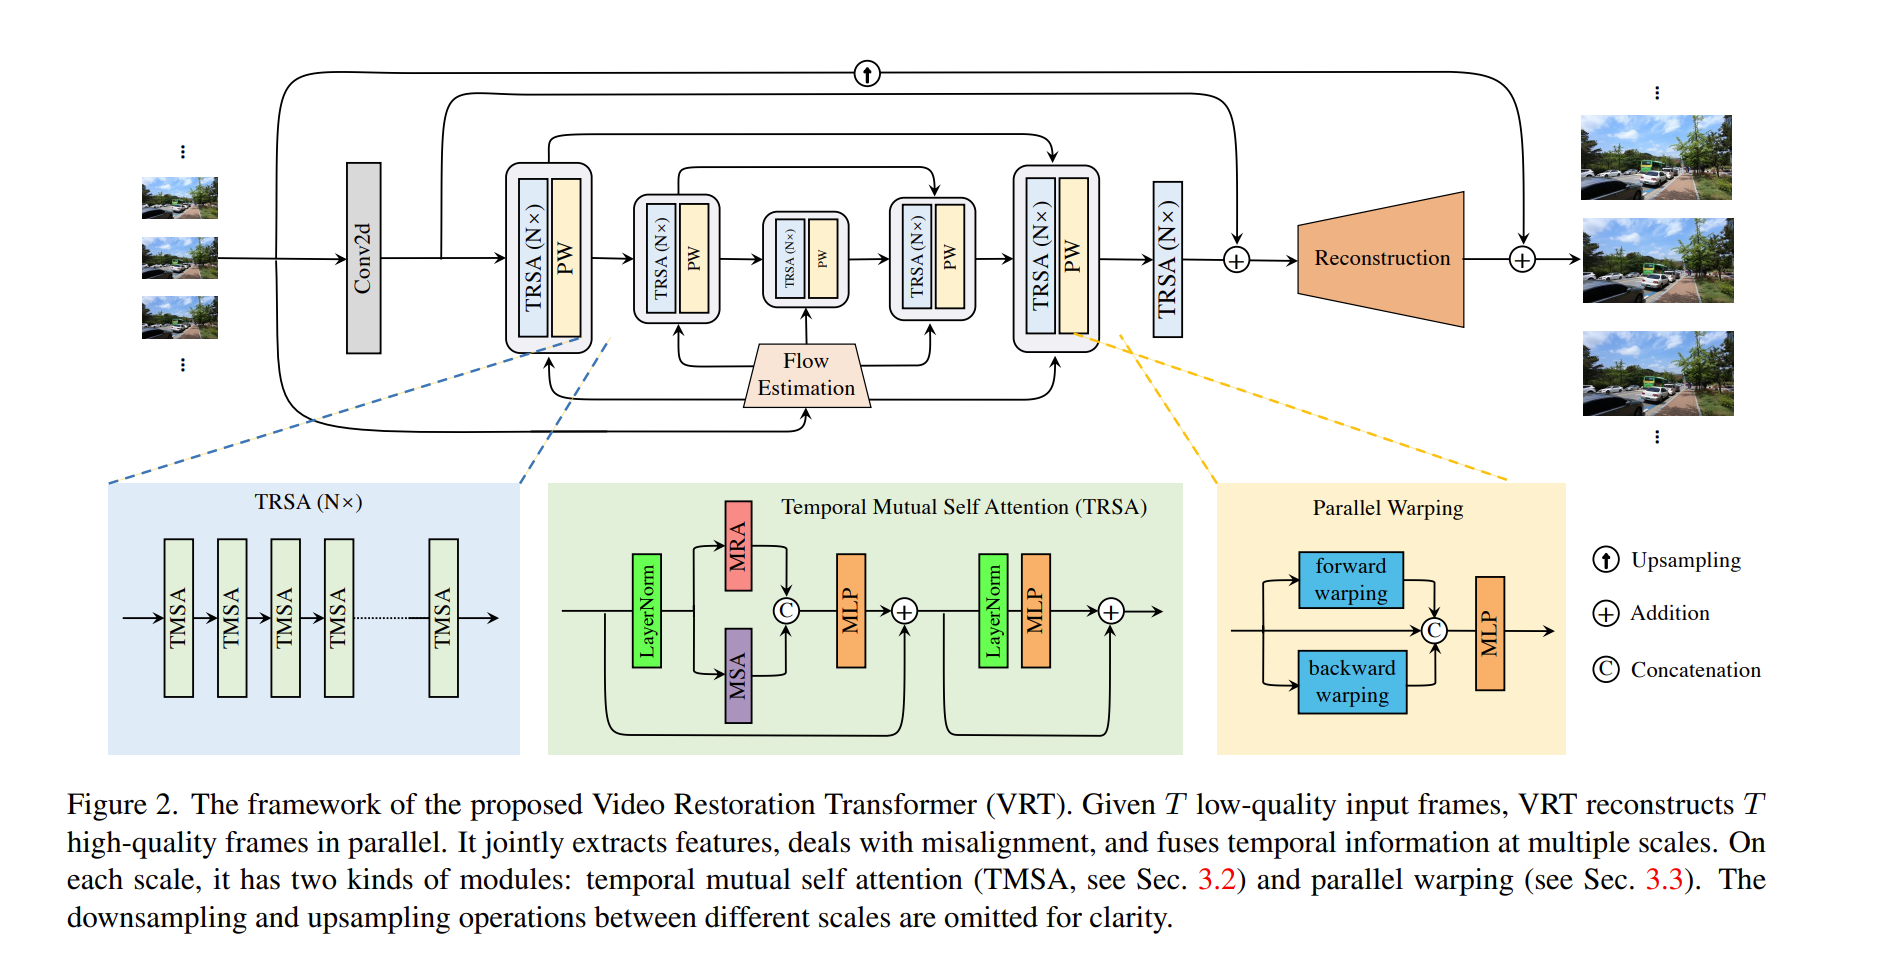 Conv2d
TRSA (N×)
PW
TRSA (N×)
PW
TRSA (N×)
PW
TRSA (N×)
PW
TRSA (N×)
PW
TRSA (N×)
Reconstruction
Flow
Estimation
TRSA (N×)
TMSA
TMSA
TMSA
TMSA
TMSA
Temporal Mutual Self Attention (TRSA)
LayerNorm
MRA
MSA
C
MLP
LayerNorm
MLP
Parallel Warping
forward
warping
backward
warping
C
MLP
Upsampling
Addition
C Concatenation
Figure 2. The framework of the proposed Video Restoration Transformer (VRT). Given T low-quality input frames, VRT reconstructs T
high-quality frames in parallel. It jointly extracts features, deals with misalignment, and fuses temporal information at multiple scales. On
each scale, it has two kinds of modules: temporal mutual self attention (TMSA, see Sec. 3.2) and parallel warping (see Sec. 3.3). The
downsampling and upsampling operations between different scales are omitted for clarity.